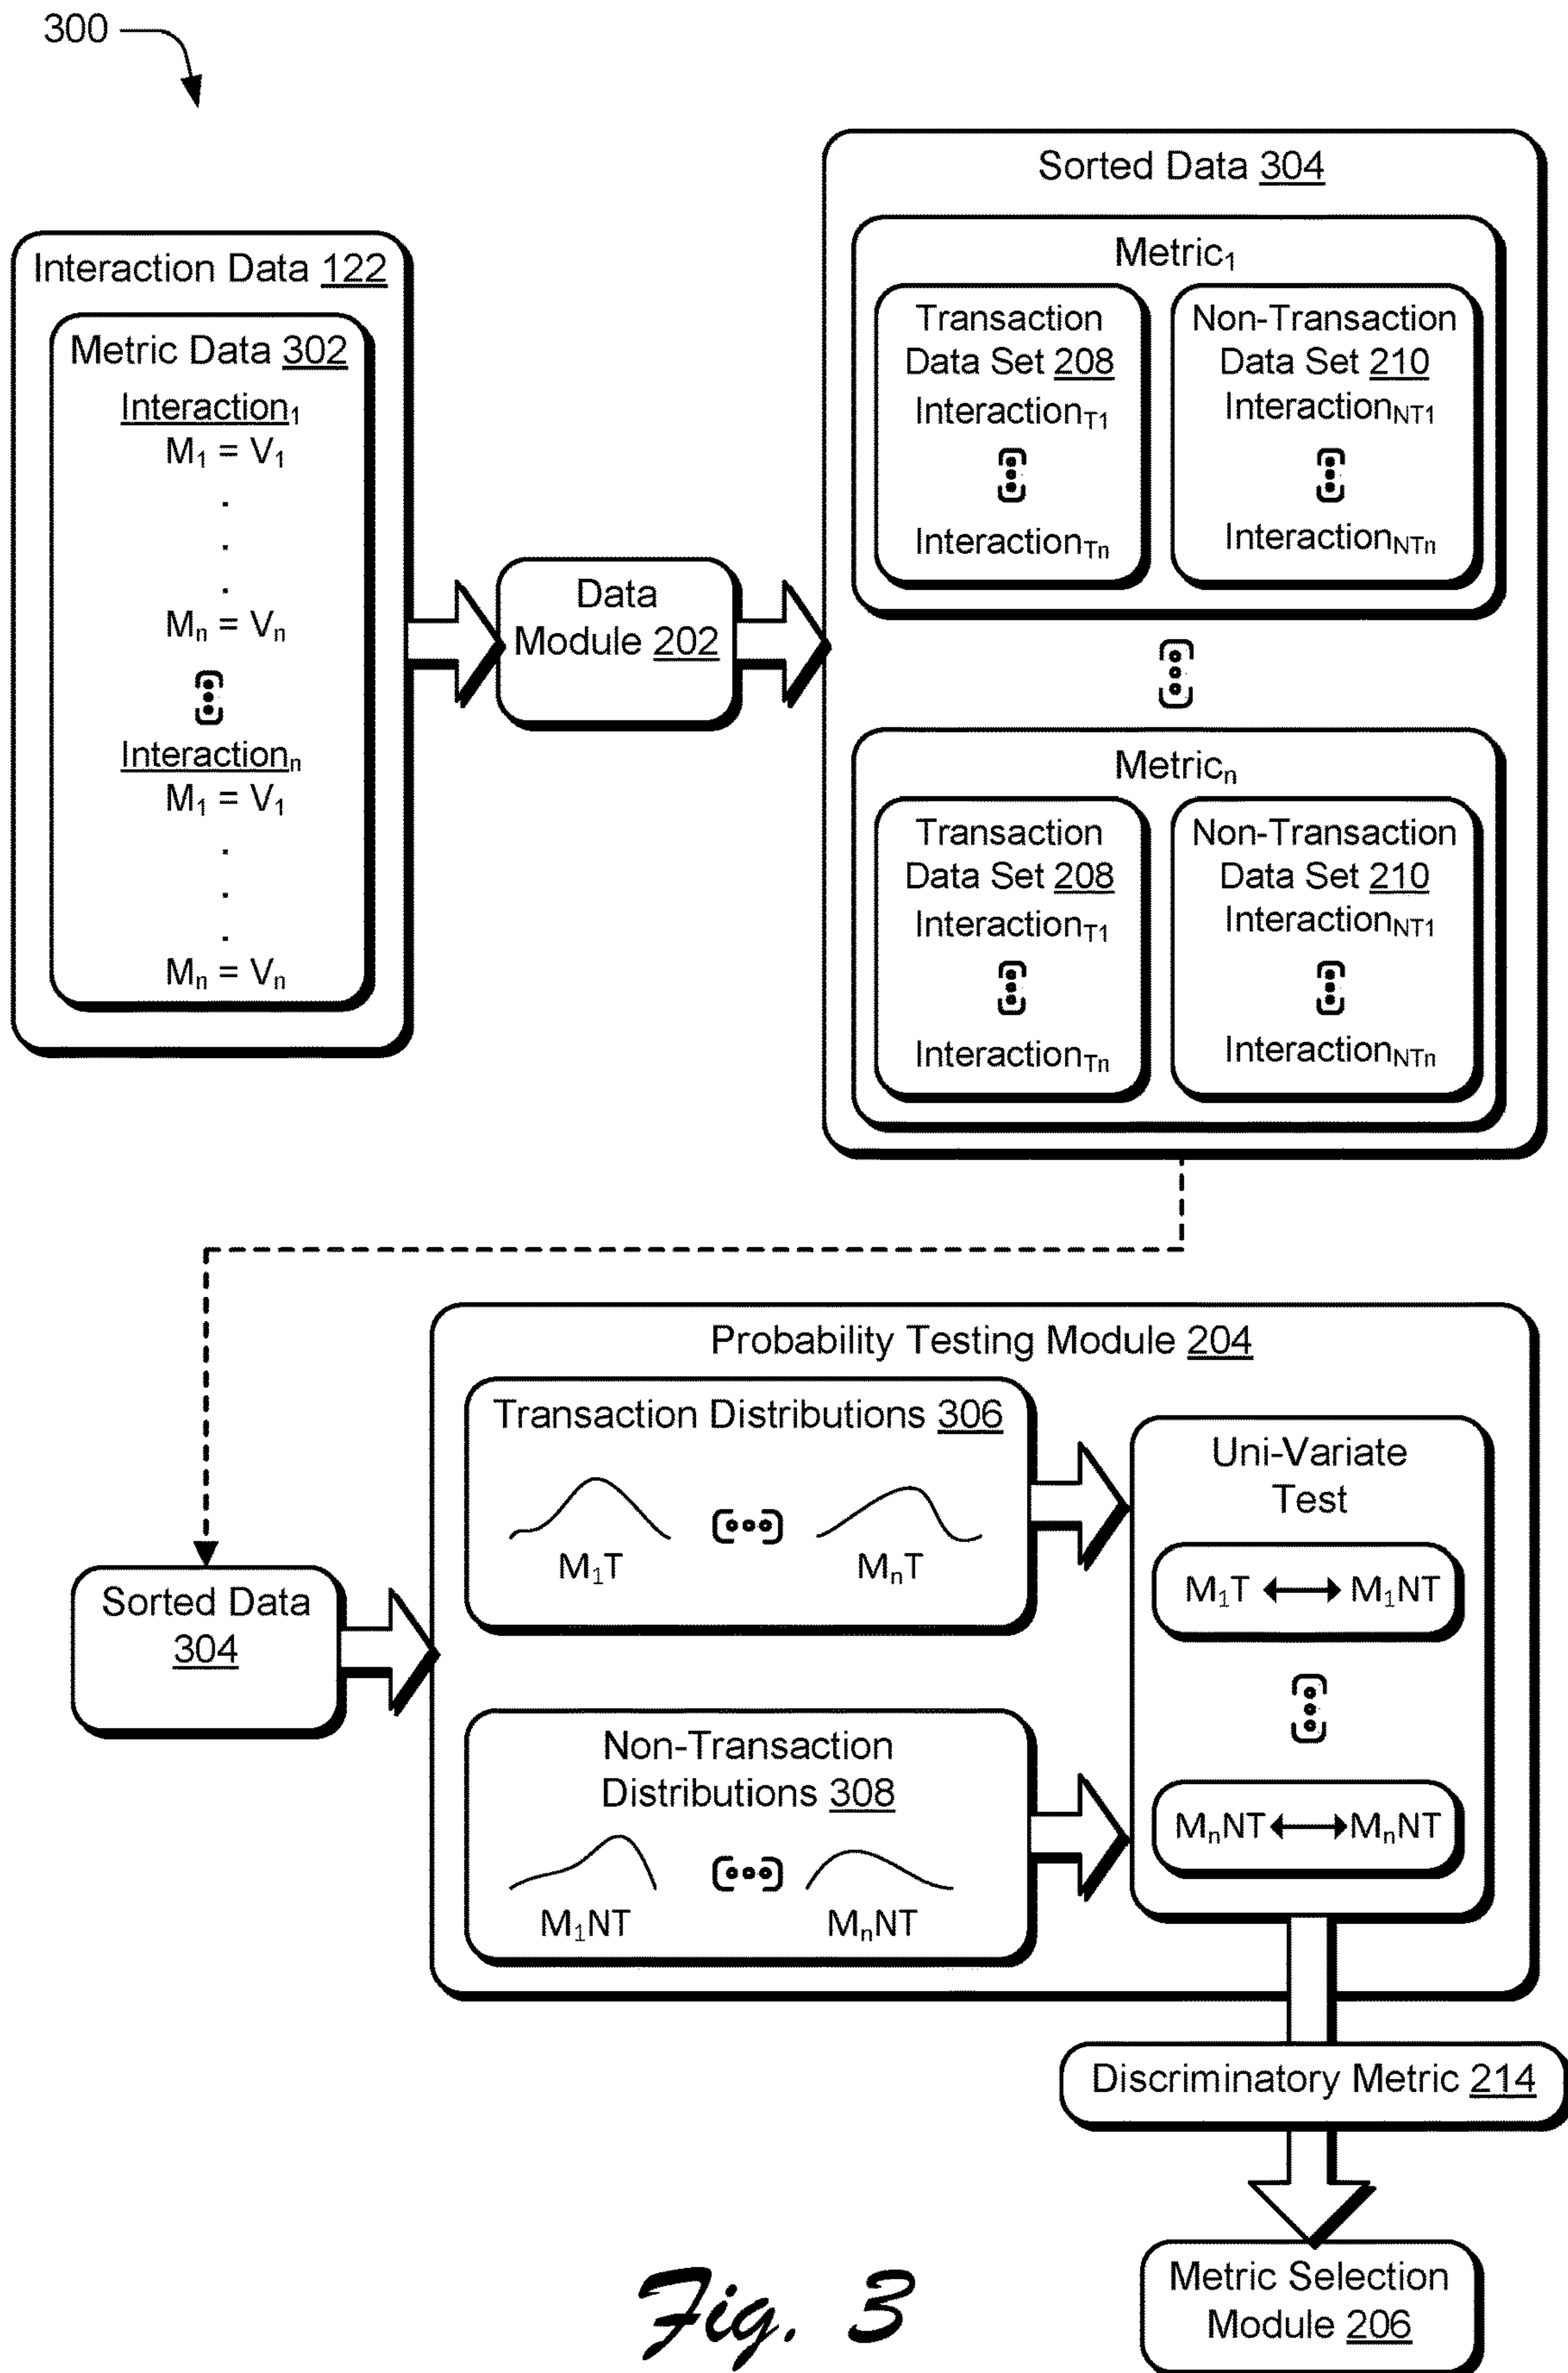 300
Sorted Data 304
Metric1
Transaction
Data Set 208
InteractionT1
InteractionTn
Non-Transaction
Data Set 210
InteractionNT1
InteractionNTn
Interaction Data 122
Metric Data 302
Interaction1
M1 = V1
.
.
.
Mn = Vn
Interactionn
M1 = V1
.
.
.
Mn = Vn
Data
Module 202
Metricn
Transaction
Data Set 208
InteractionT1
InteractionTn
Non-Transaction
Data Set 210
InteractionNT1
InteractionNTn
Probability Testing Module 204
Transaction Distributions 306
M1T
MnT
Uni-Variate
Test
M1T M1NT
MnNT MnNT
Sorted Data
304
Non-Transaction
Distributions 308
M1NT
MnNT
Discriminatory Metric 214
Metric Selection
Module 206
Fig. 3